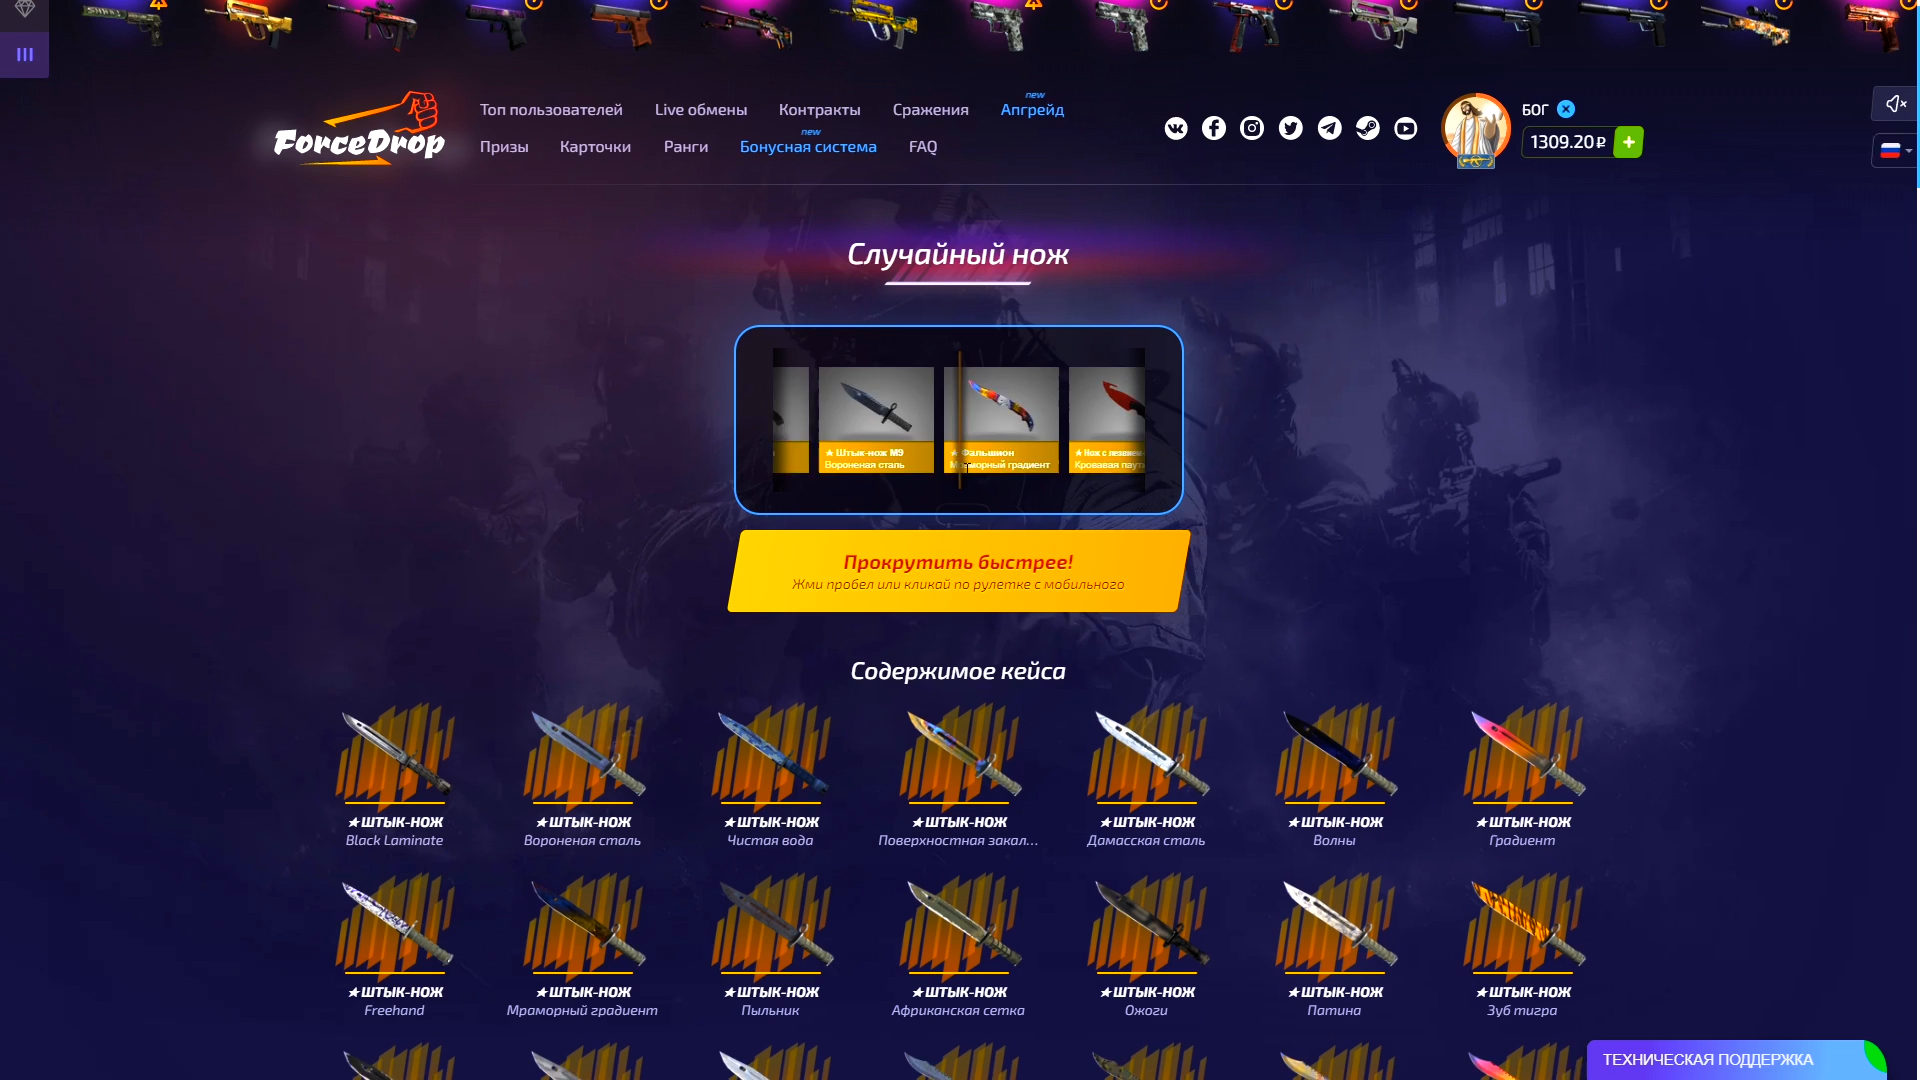 ForceDrop
Топ пользователей
Live обмены
Контракты
Сражения
new
Апгрейд
Призы
Карточки
Ранги
new
Бонусная система
FAQ
БОГ
1309.20₽
Случайный нож
★ Штык-нож M9
Вороненая сталь
★ Фальшион
Мраморный градиент
★ Нож с лезвием
Кровавая паут
Прокрутить быстрее!
Жми пробел или кликай по рулетке с мобильного
Содержимое кейса
★ШТЫК-НОЖ
Black Laminate
★ШТЫК-НОЖ
Вороненая сталь
★ШТЫК-НОЖ
Чистая вода
★ШТЫК-НОЖ
Поверхностная закал...
★ШТЫК-НОЖ
Дамасская сталь
★ШТЫК-НОЖ
Волны
★ШТЫК-НОЖ
Градиент
★ШТЫК-НОЖ
Freehand
★ШТЫК-НОЖ
Мраморный градиент
★ШТЫК-НОЖ
Пыльник
★ШТЫК-НОЖ
Африканская сетка
★ШТЫК-НОЖ
Ожоги
★ШТЫК-НОЖ
Патина
★ШТЫК-НОЖ
Зуб тигра
ТЕХНИЧЕСКАЯ ПОДДЕРЖКА